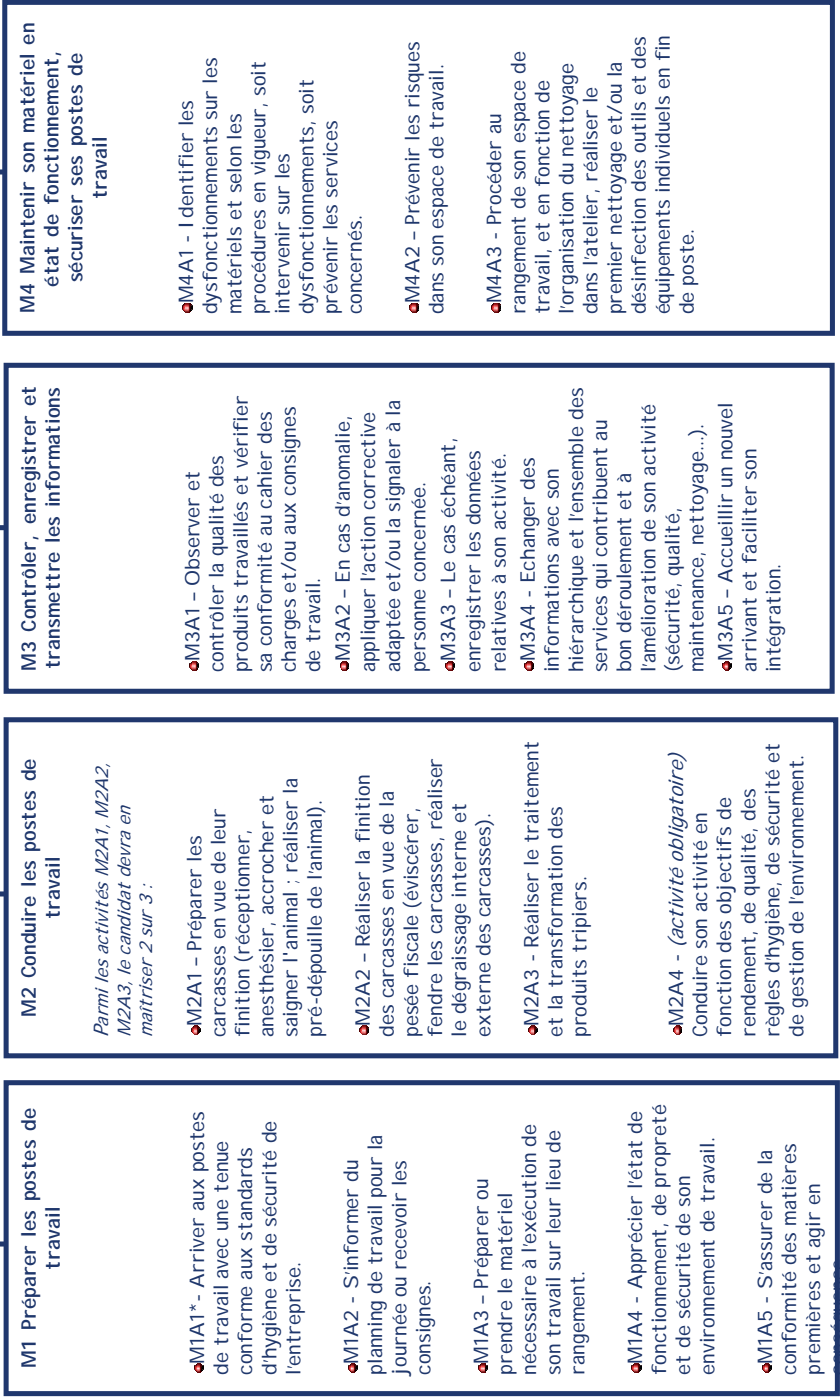 M1 Préparer les postes de
travail
M1A1*- Arriver aux postes
de travail avec une tenue
conforme aux standards
d'hygiène et de sécurité de
l'entreprise.
M1A2 - S'informer du
planning de travail pour la
journée ou recevoir les
consignes.
M1A3 – Préparer ou
prendre le matériel
nécessaire à l'exécution de
son travail sur leur lieu de
rangement.
M1A4 - Apprécier l'état de
fonctionnement, de propreté
et de sécurité de son
environnement de travail.
M1A5 - S'assurer de la
conformité des matières
premières et agir en
M2 Conduire les postes de
travail
Parmi les activités M2A1, M2A2,
M2A3, le candidat devra en
maîtriser 2 sur 3 :
M2A1 – Préparer les
carcasses en vue de leur
finition (réceptionner,
anesthésier, accrocher et
saigner l'animal ; réaliser la
pré-dépouille de l'animal).
M2A2 – Réaliser la finition
des carcasses en vue de la
pesée fiscale (éviscérer,
fendre les carcasses, réaliser
le dégraissage interne et
externe des carcasses).
M2A3 - Réaliser le traitement
et la transformation des
produits tripiers.
M2A4 - (activité obligatoire)
Conduire son activité en
fonction des objectifs de
rendement, de qualité, des
règles d'hygiène, de sécurité et
de gestion de l'environnement.
M3 Contrôler, enregistrer et
transmettre les informations
M3A1 – Observer et
contrôler la qualité des
produits travaillés et vérifier
sa conformité au cahier des
charges et/ou aux consignes
de travail.
M3A2 – En cas d'anomalie,
appliquer l'action corrective
adaptée et/ou la signaler à la
personne concernée.
M3A3 – Le cas échéant,
enregistrer les données
relatives à son activité.
M3A4 - Echanger des
informations avec son
hiérarchique et l'ensemble des
services qui contribuent au
bon déroulement et à
l'amélioration de son activité
(sécurité, qualité,
maintenance, nettoyage…).
M3A5 – Accueillir un nouvel
arrivant et faciliter son
intégration.
M4 Maintenir son matériel en
état de fonctionnement,
sécuriser ses postes de
travail
M4A1 - Identifier les
dysfonctionnements sur les
matériels et selon les
procédures en vigueur, soit
intervenir sur les
dysfonctionnements, soit
prévenir les services
concernés.
M4A2 – Prévenir les risques
dans son espace de travail.
M4A3 - Procéder au
rangement de son espace de
travail, et en fonction de
l'organisation du nettoyage
dans l'atelier, réaliser le
premier nettoyage et/ou la
désinfection des outils et des
équipements individuels en fin
de poste.